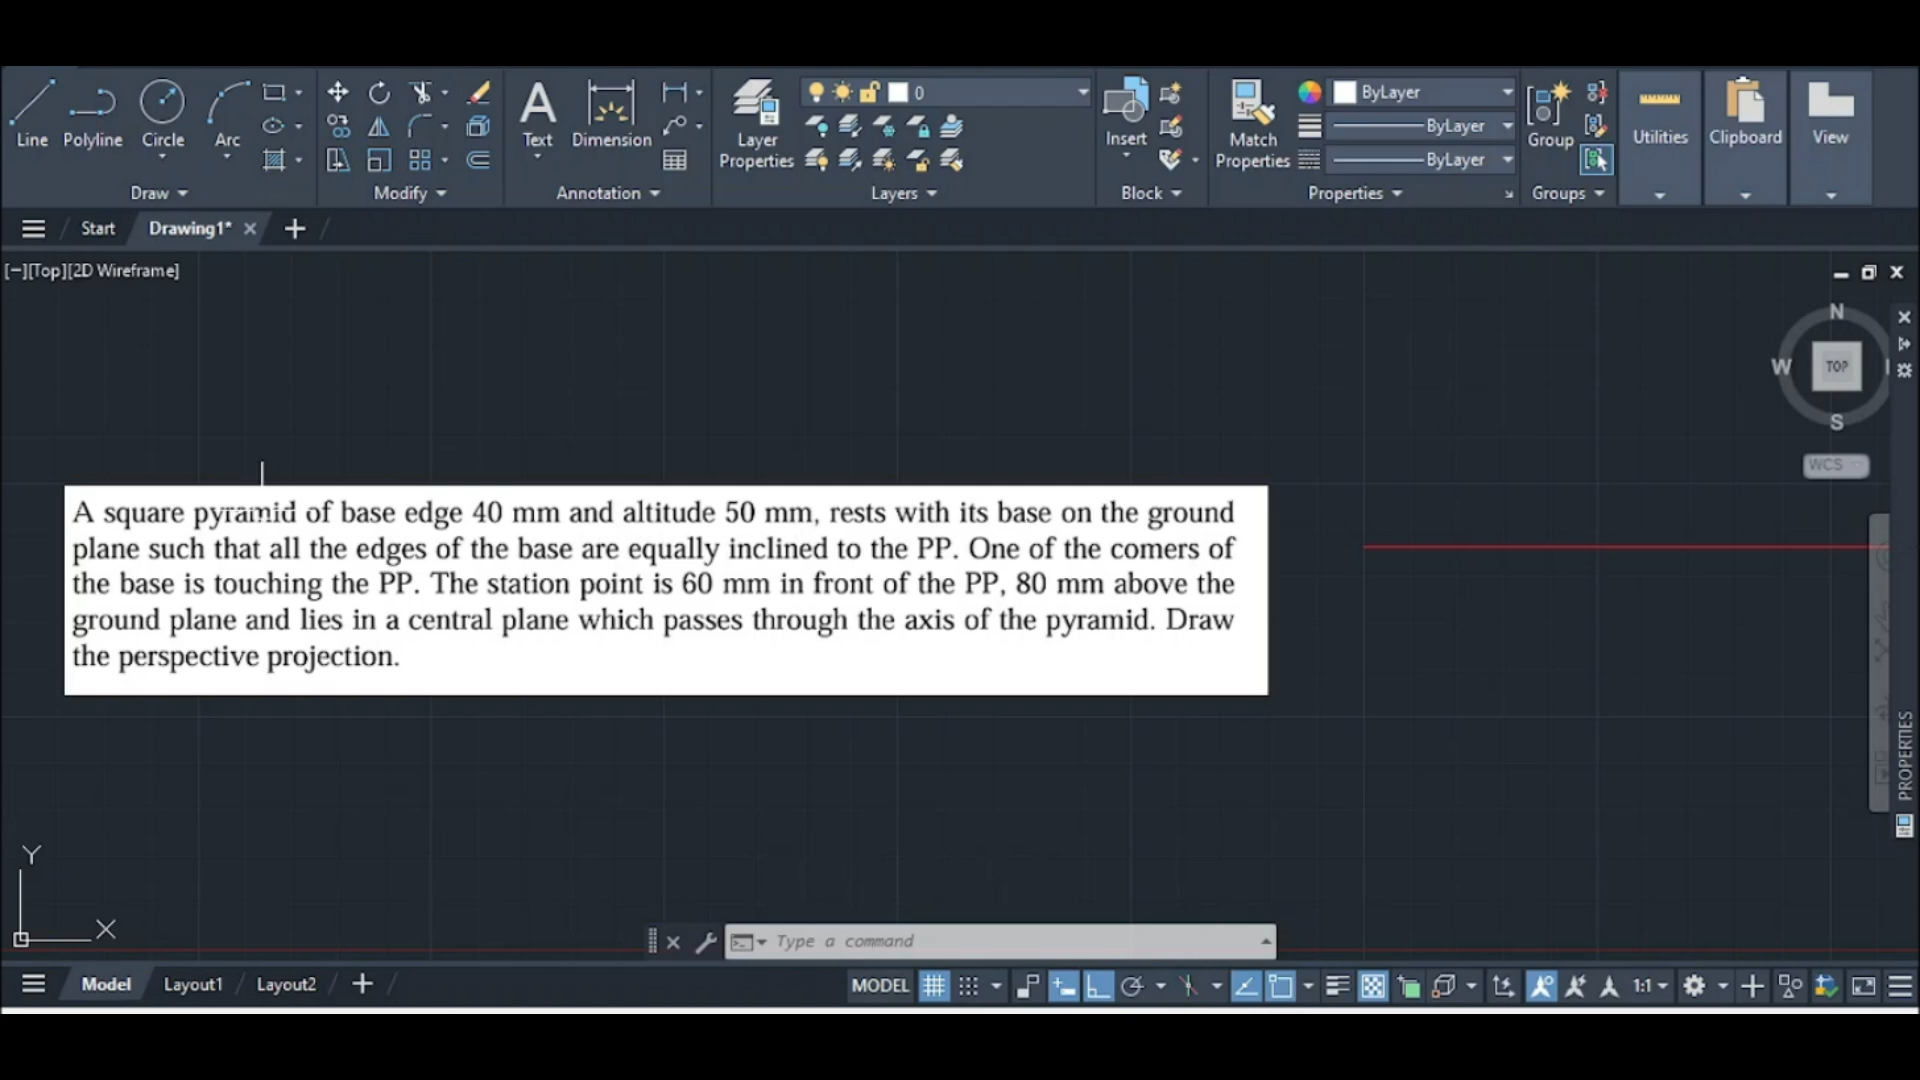 Line Polyline Circle Arc
Text Dimension
Layer Properties
0
Insert
Match Properties
ByLayer
ByLayer
ByLayer
Group
Utilities
Clipboard
View
Draw Modify Annotation Layers Block Properties Groups
Start Drawing1*
[−][Top][2D Wireframe]
N
W TOP
S
WCS
A square pyramid of base edge 40 mm and altitude 50 mm, rests with its base on the ground
plane such that all the edges of the base are equally inclined to the PP. One of the comers of
the base is touching the PP. The station point is 60 mm in front of the PP, 80 mm above the
ground plane and lies in a central plane which passes through the axis of the pyramid. Draw
the perspective projection.
PROPERTIES
Y
X
Type a command
Model Layout1 Layout2
MODEL 1:1